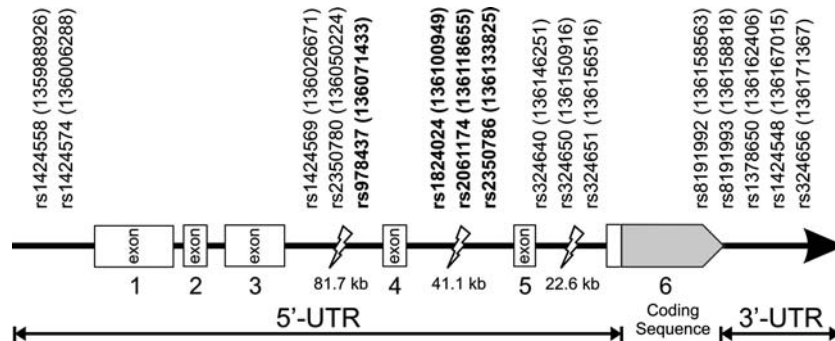 rs1424558 (135988926)
rs1424574 (136006288)
rs1424569 (136026671)
rs2350780 (136050224)
rs978437 (136071433)
rs1824024 (136100949)
rs2061174 (136118655)
rs2350786 (136133825)
rs324640 (136146251)
rs324650 (136150916)
rs324651 (136156516)
rs8191992 (136158563)
rs8191993 (136158818)
rs1378650 (136162406)
rs1424548 (136167015)
rs324656 (136171367)
exon exon exon exon exon
1 2 3 81.7 kb 4 41.1 kb 5 22.6 kb 6
5'-UTR Coding Sequence 3'-UTR